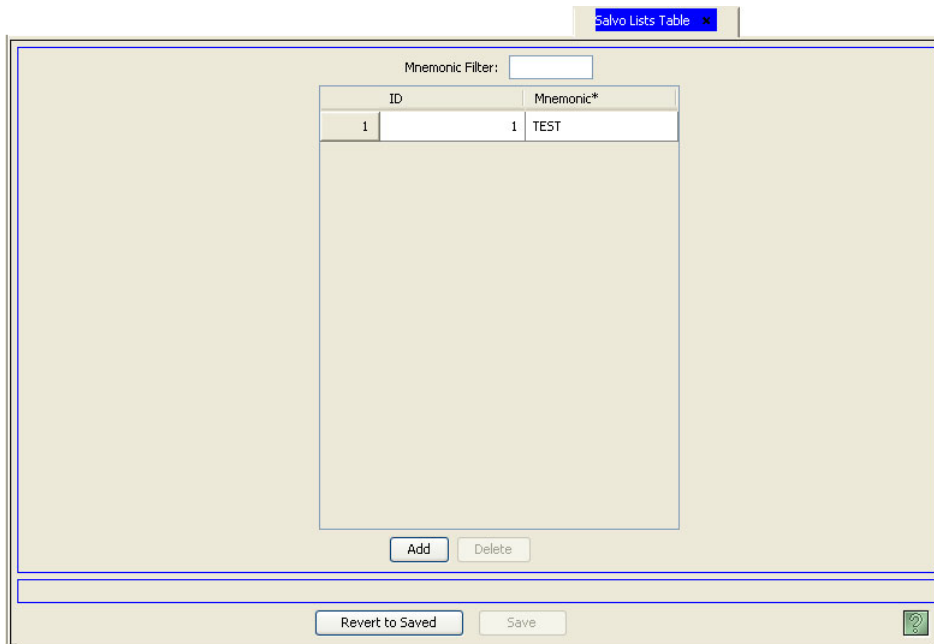 Salvo Lists Table ×
Mnemonic Filter:
ID Mnemonic*
1 1 TEST
Add Delete
Revert to Saved Save ?